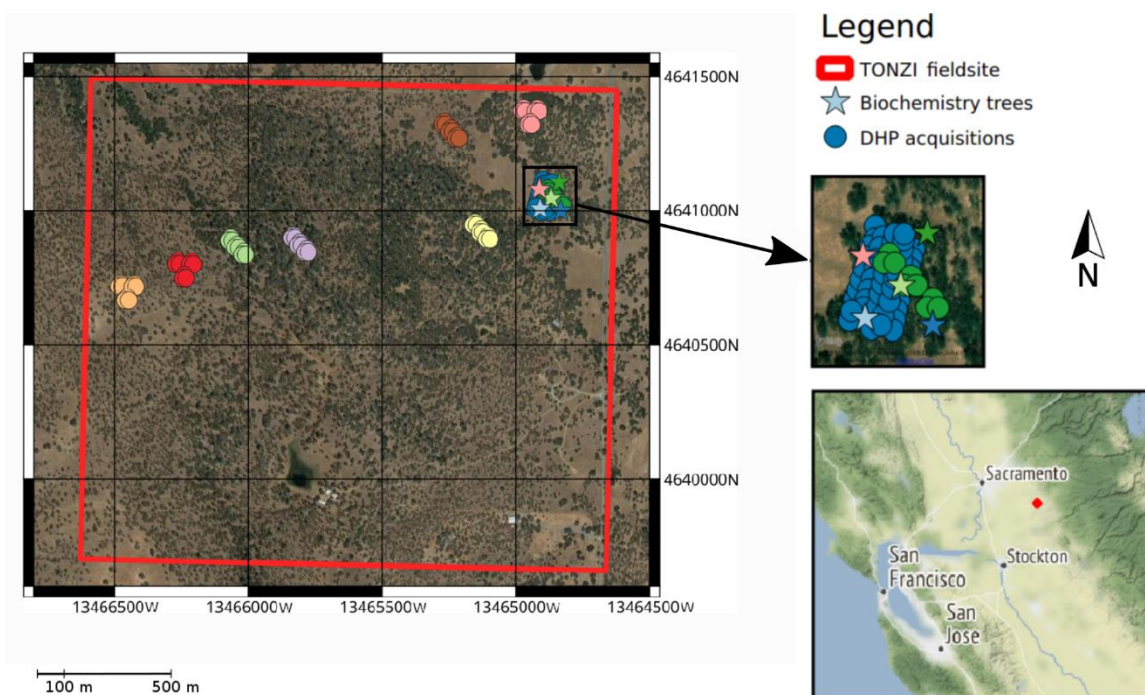 Legend
TONZI fieldsite
Biochemistry trees
DHP acquisitions
4641500N
4641000N
4640500N
4640000N
13466500W
13466000W
13465500W
13465000W
13464500W
100 m
500 m
N
Sacramento
Stockton
San
Francisco
San
Jose